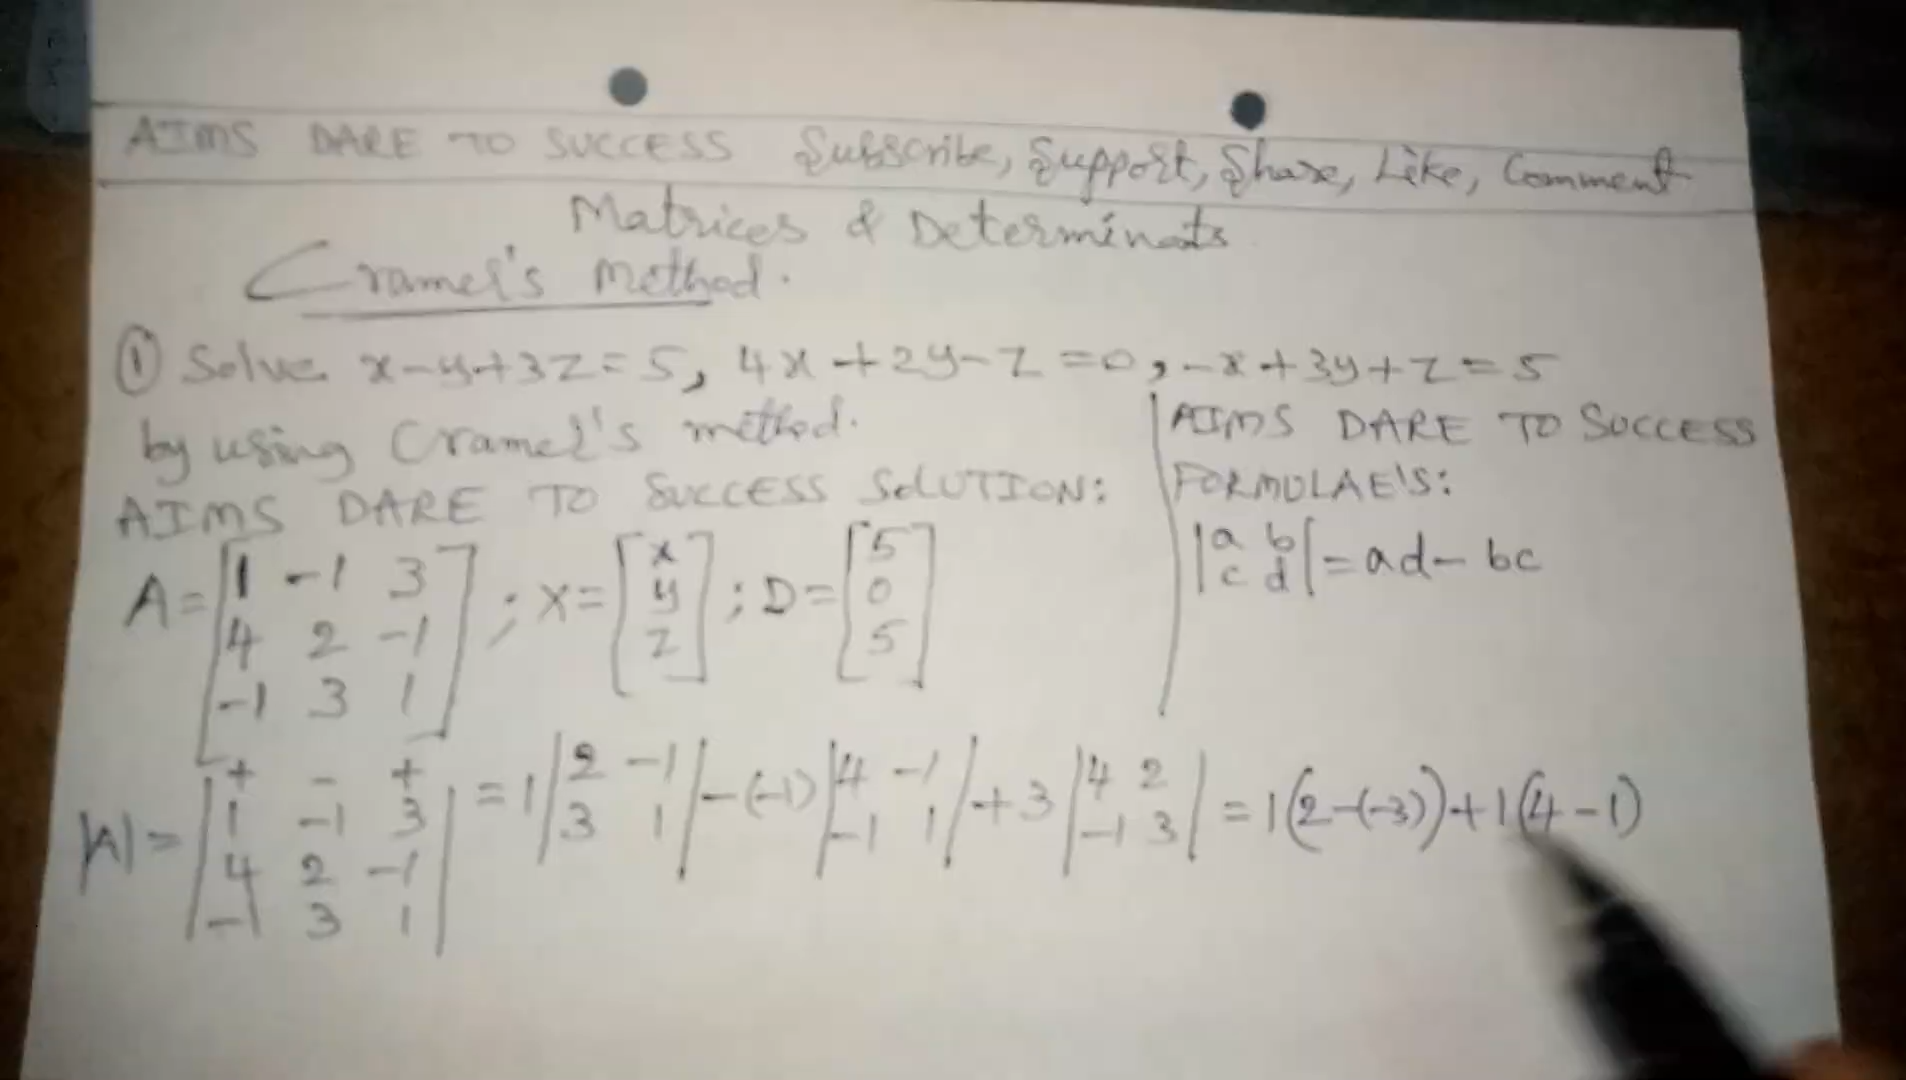 AIMS DARE TO SUCCESS Subscribe, Support, Share, Like, Comment
Matrices & Determinats
Cramer's Method.
① Solve x-y+3z=5, 4x+2y-z=0, -x+3y+z=5
by using Cramer's method.
AIMS DARE TO SUCCESS SOLUTION:
A=[1 -1 3; X=[x; D=[5
4 2 -1 y 0
-1 3 1] z] 5]
AIMS DARE TO SUCCESS
FORMULAE'S:
|a b| = ad - bc
c d
+ - +
|A|=|1 -1 3| =1|2 -1| -(-1)|4 -1| +3|4 2| =1(2-(-3))+1(4-1)
4 2 -1 3 1 -1 1 -1 3
-1 3 1